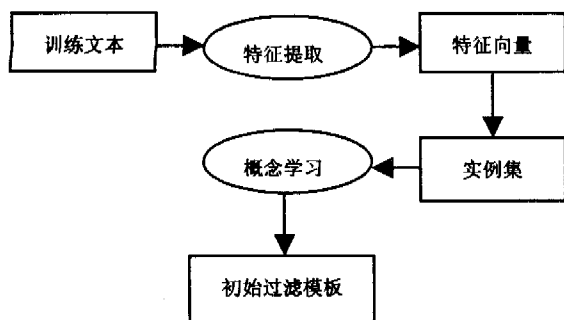 训练文本
特征提取
特征向量
实例集
概念学习
初始过滤模板